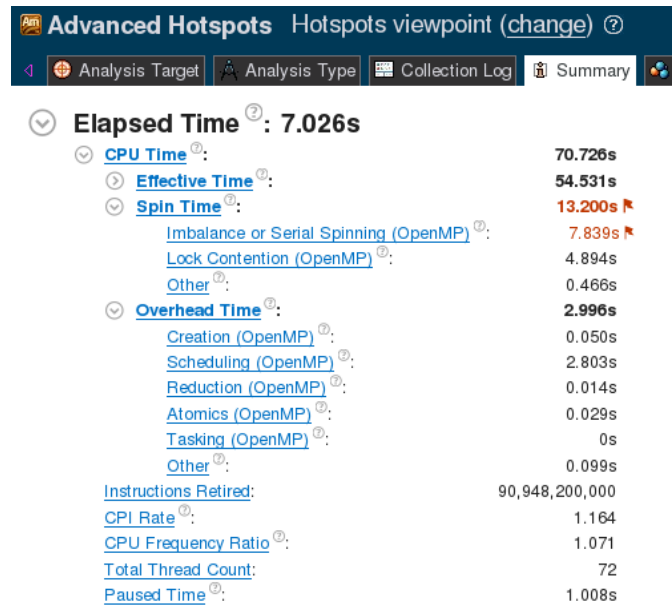 Advanced Hotspots Hotspots viewpoint (change) ?
Analysis Target Analysis Type Collection Log Summary
Elapsed Time ?: 7.026s
CPU Time ?: 70.726s
Effective Time ?: 54.531s
Spin Time ?: 13.200s
Imbalance or Serial Spinning (OpenMP) ?: 7.839s
Lock Contention (OpenMP) ?: 4.894s
Other ?: 0.466s
Overhead Time ?: 2.996s
Creation (OpenMP) ?: 0.050s
Scheduling (OpenMP) ?: 2.803s
Reduction (OpenMP) ?: 0.014s
Atomics (OpenMP) ?: 0.029s
Tasking (OpenMP) ?: 0s
Other ?: 0.099s
Instructions Retired: 90,948,200,000
CPI Rate ?: 1.164
CPU Frequency Ratio ?: 1.071
Total Thread Count: 72
Paused Time ?: 1.008s